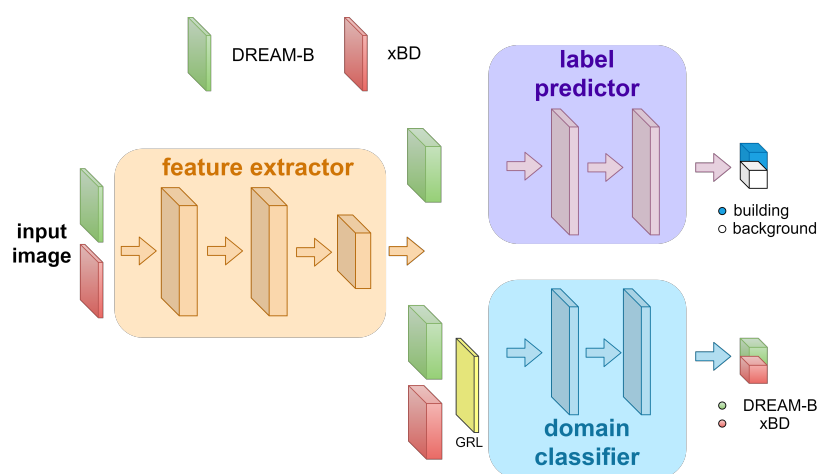 DREAM-B
xBD
label
predictor
feature extractor
input
image
building
background
GRL
domain
classifier
DREAM-B
xBD